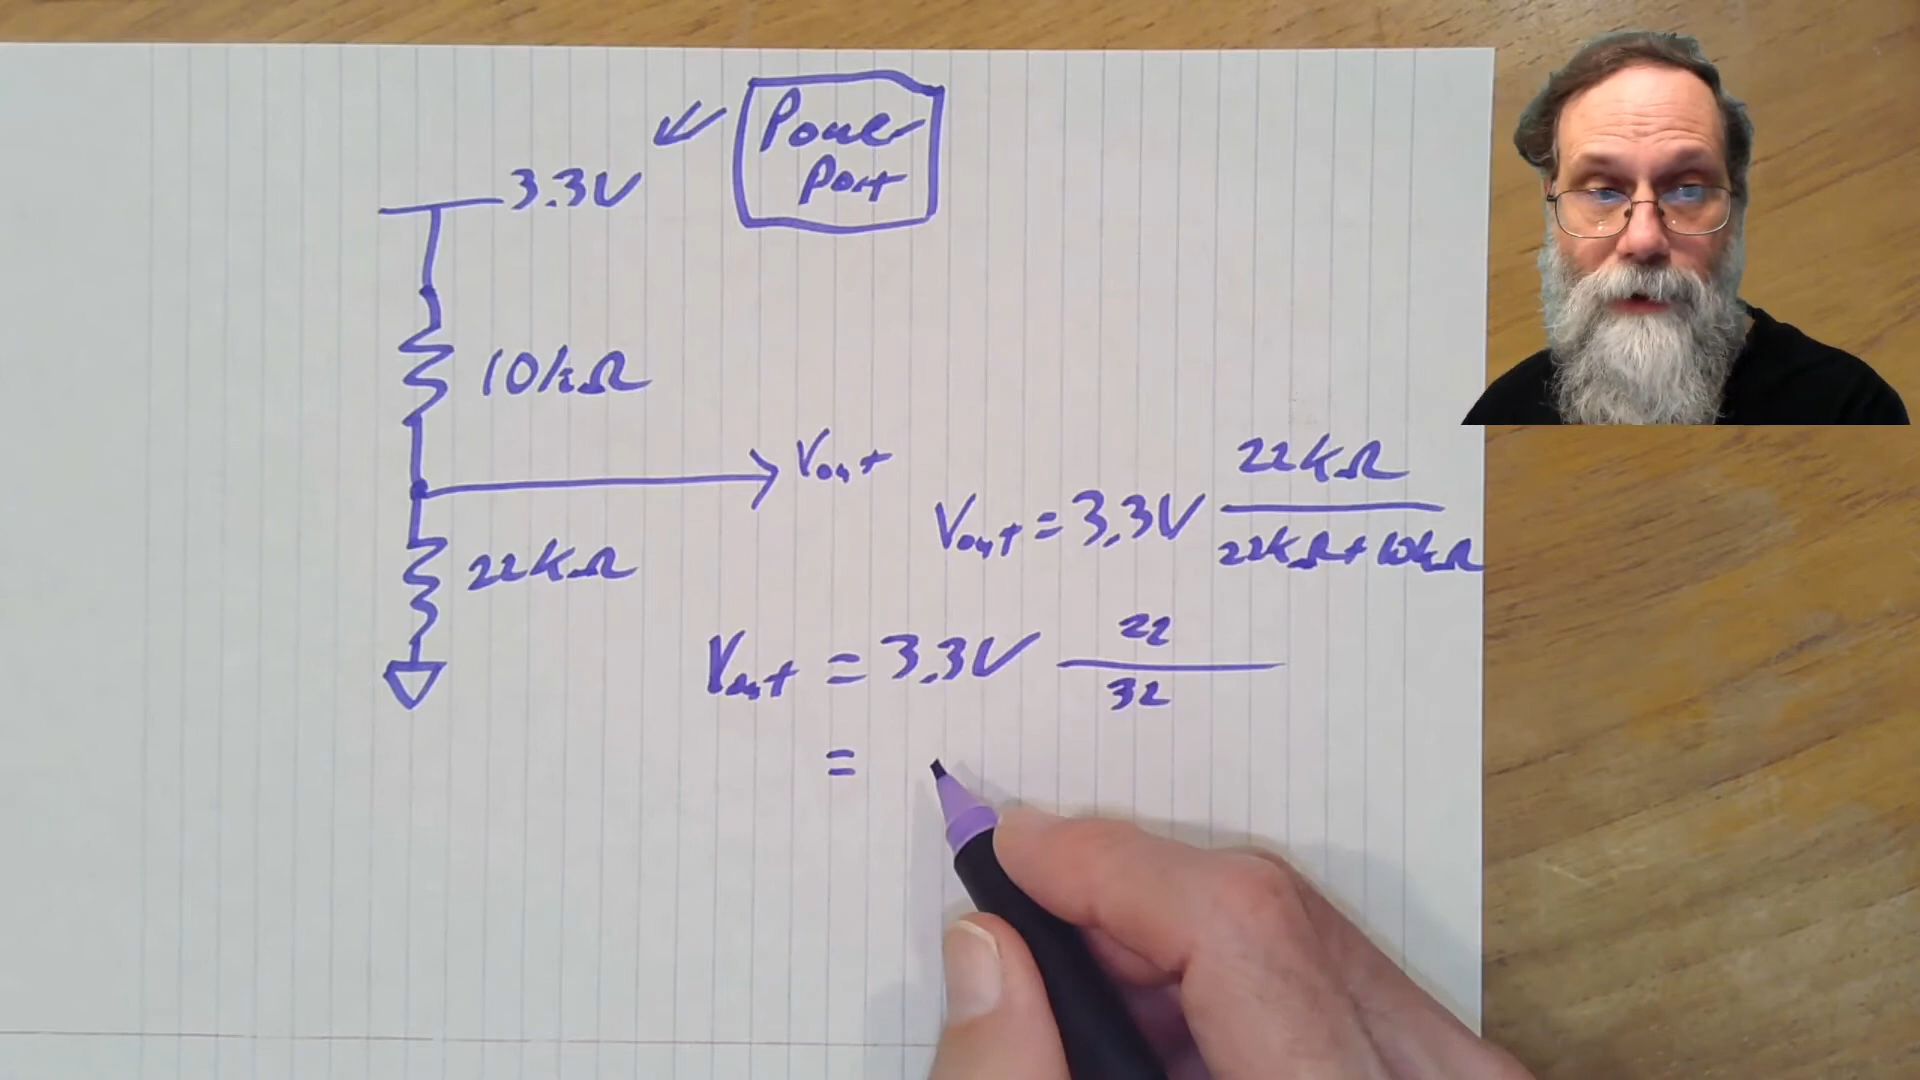 Power
Port
3.3V
10kΩ
Vout
22kΩ
Vout = 3.3V 22kΩ
22kΩ + 10kΩ
Vout = 3.3V 22
32
=